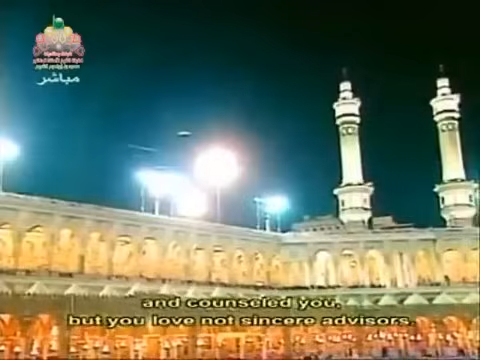 مباشر
and counseled you,
but you love not sincere advisors.